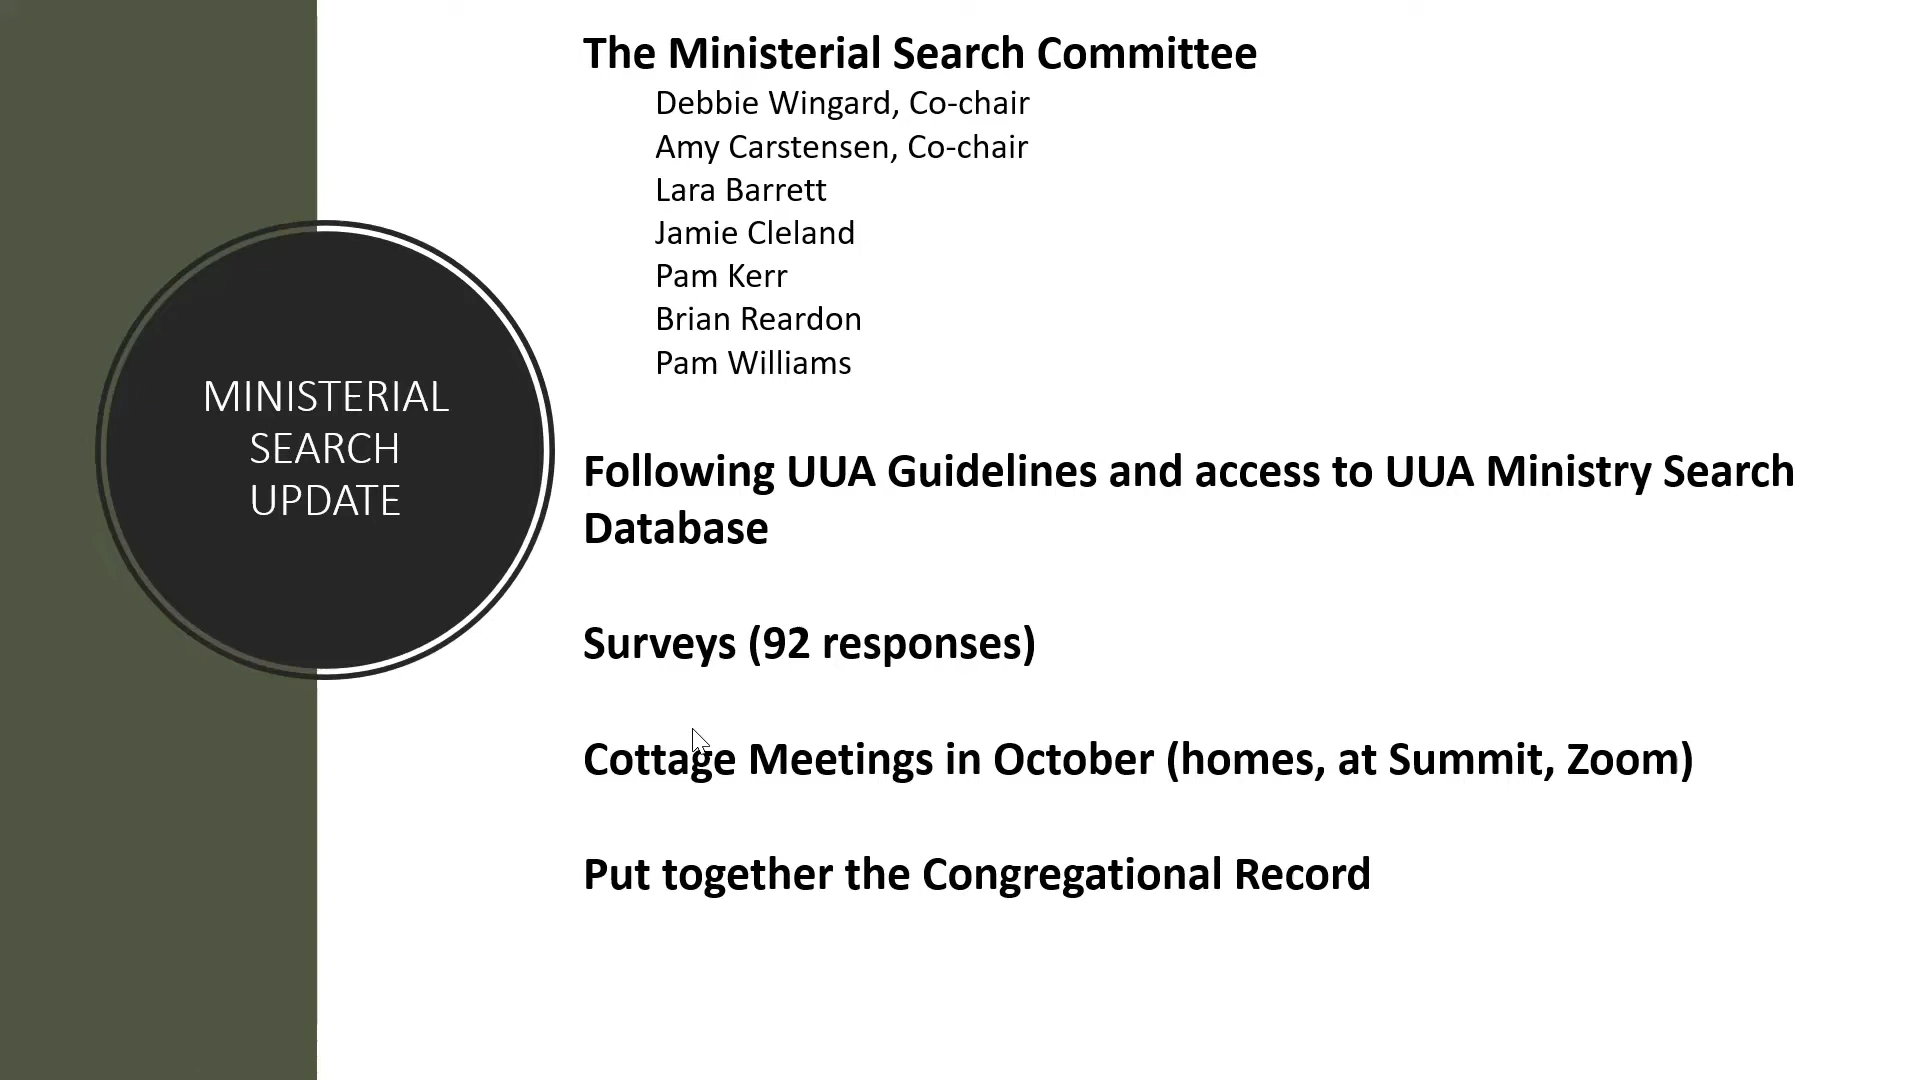 The Ministerial Search Committee
Debbie Wingard, Co-chair
Amy Carstensen, Co-chair
Lara Barrett
Jamie Cleland
Pam Kerr
Brian Reardon
Pam Williams
MINISTERIAL
SEARCH
UPDATE
Following UUA Guidelines and access to UUA Ministry Search
Database
Surveys (92 responses)
Cottage Meetings in October (homes, at Summit, Zoom)
Put together the Congregational Record